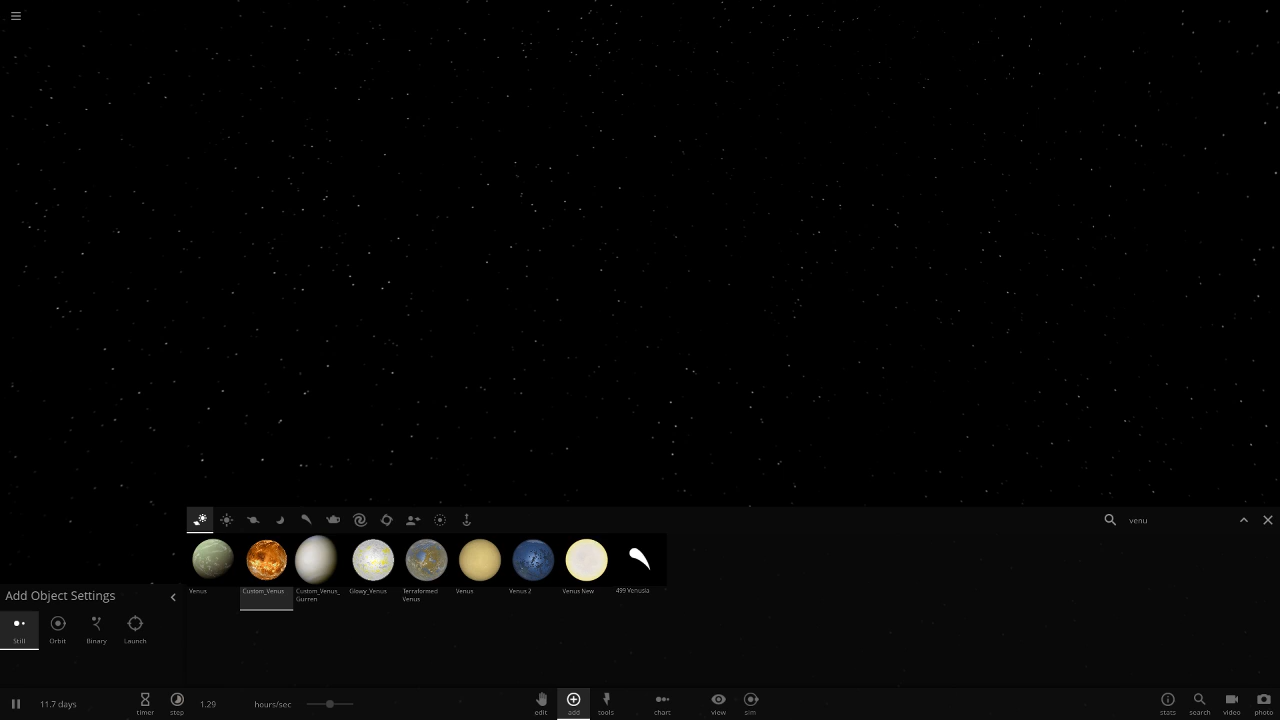 venu
Venus
Custom_Venus
Custom_Venus_
Gurren
Glowy_Venus
Terraformed
Venus
Venus
Venus 2
Venus New
499 Venusia
Add Object Settings
Still
Orbit
Binary
Launch
11.7 days
timer
step
1.29
hours/sec
edit
add
tools
chart
view
sim
stats
search
video
photo